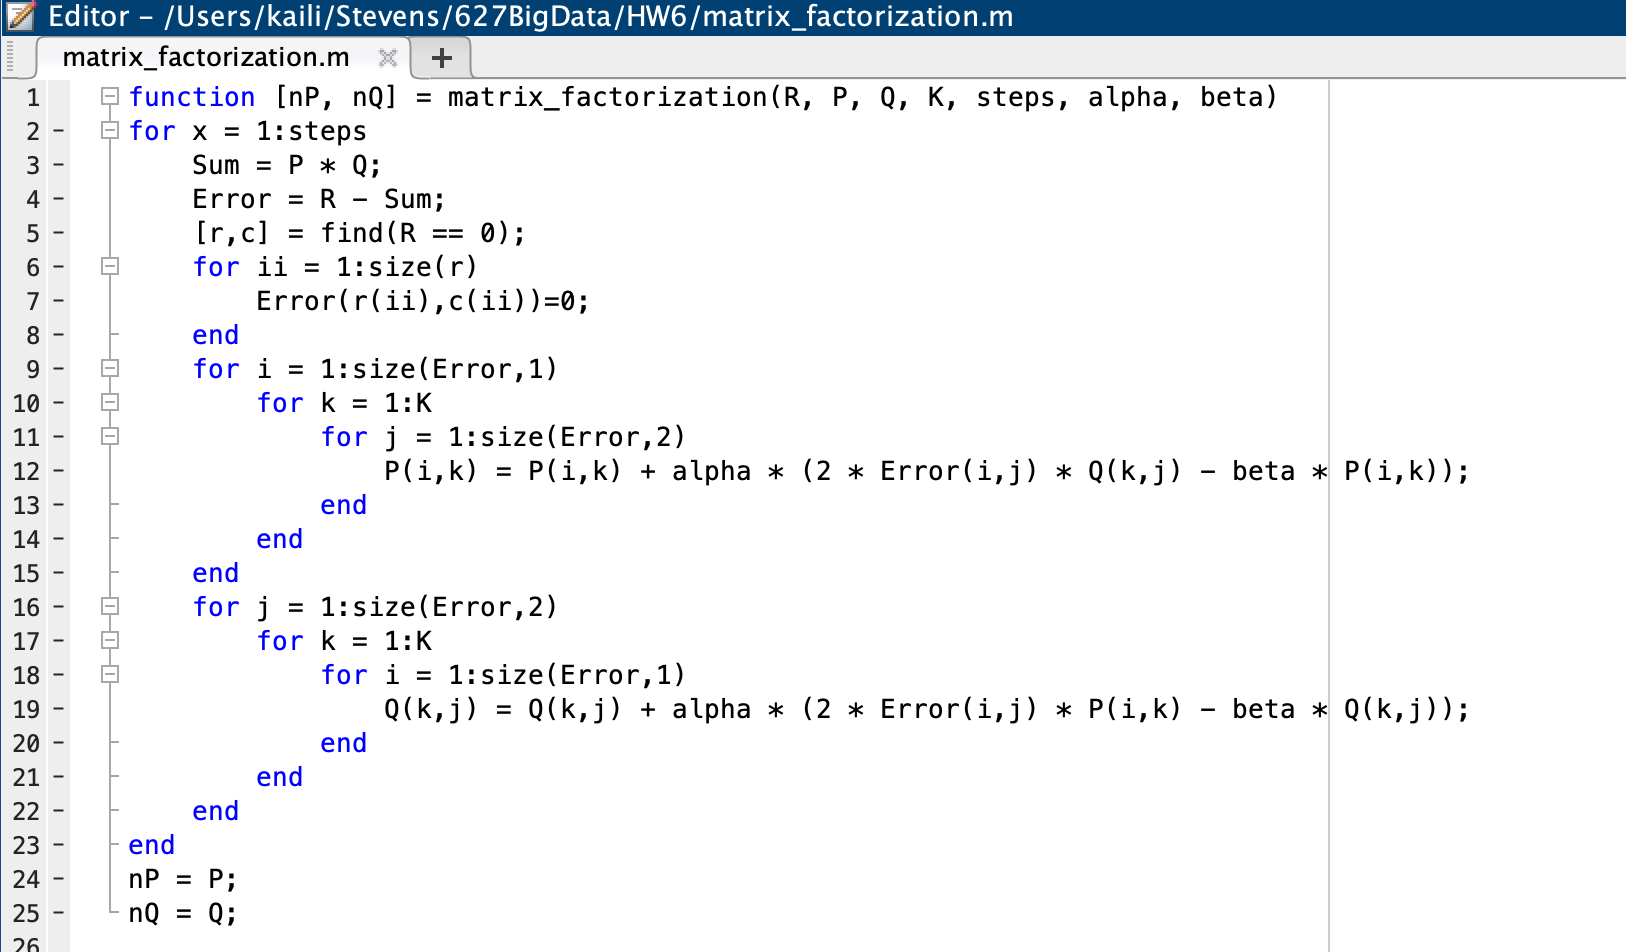 Editor – /Users/kaili/Stevens/627BigData/HW6/matrix_factorization.m
matrix_factorization.m +
1 function [nP, nQ] = matrix_factorization(R, P, Q, K, steps, alpha, beta)
2 – for x = 1:steps
3 – Sum = P * Q;
4 – Error = R - Sum;
5 – [r,c] = find(R == 0);
6 – for ii = 1:size(r)
7 – Error(r(ii),c(ii))=0;
8 – end
9 – for i = 1:size(Error,1)
10 – for k = 1:K
11 – for j = 1:size(Error,2)
12 – P(i,k) = P(i,k) + alpha * (2 * Error(i,j) * Q(k,j) - beta * P(i,k));
13 – end
14 – end
15 – end
16 – for j = 1:size(Error,2)
17 – for k = 1:K
18 – for i = 1:size(Error,1)
19 – Q(k,j) = Q(k,j) + alpha * (2 * Error(i,j) * P(i,k) - beta * Q(k,j));
20 – end
21 – end
22 – end
23 – end
24 – nP = P;
25 – nQ = Q;
26